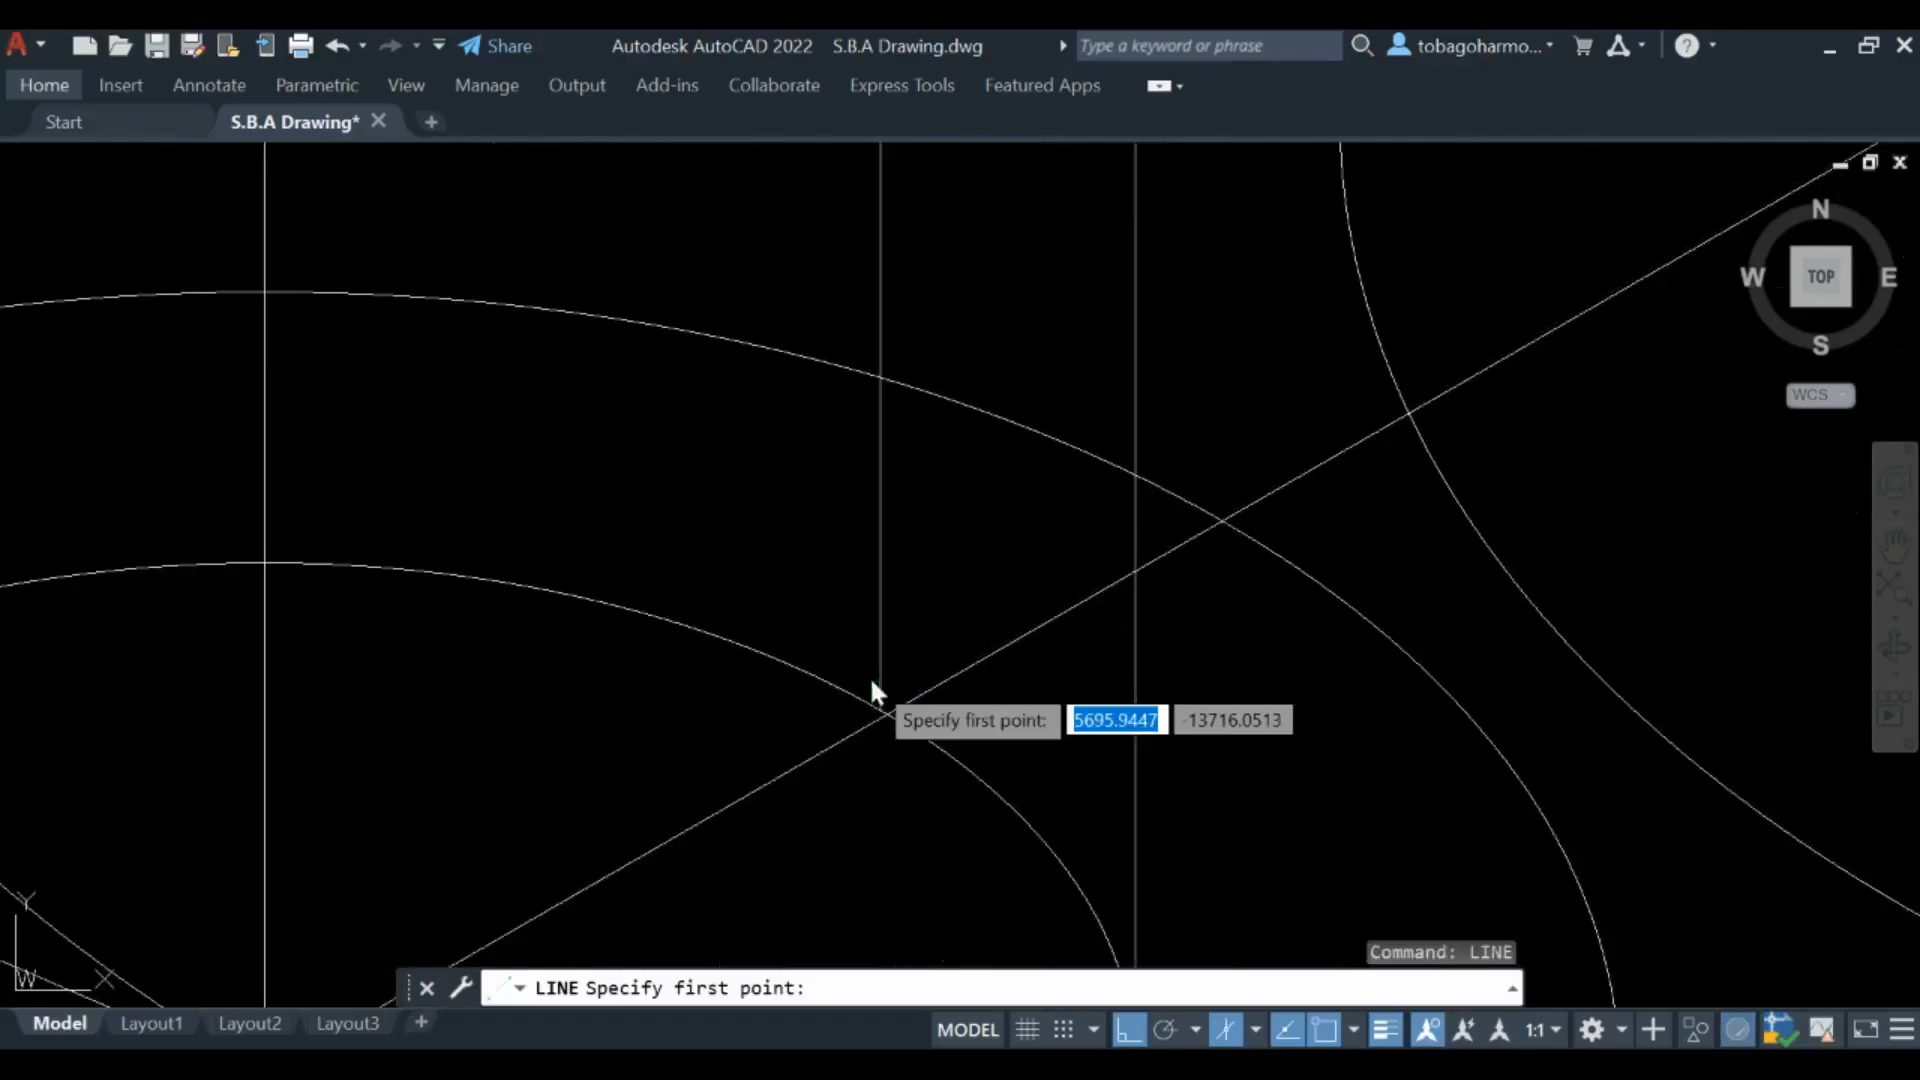 A Share Autodesk AutoCAD 2022 S.B.A Drawing.dwg Type a keyword or phrase tobagoharmo... ?
Home Insert Annotate Parametric View Manage Output Add-ins Collaborate Express Tools Featured Apps
Start S.B.A Drawing* +
N
W TOP E
S
WCS
Specify first point: 5695.9447 -13716.0513
Y
W X
Command: LINE
LINE Specify first point:
Model Layout1 Layout2 Layout3 + MODEL 1:1